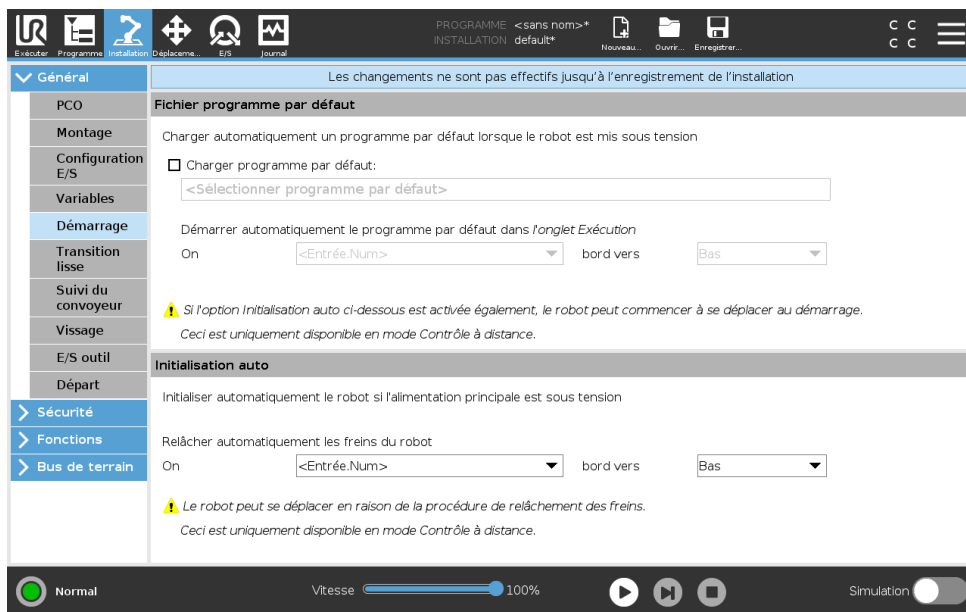 PROGRAMME <sans nom>*
INSTALLATION default*
Exécuter Programme Installation Déplaceme... E/S Journal
Nouveau... Ouvrir... Enregistrer...
C C
C C
Général
PCO
Montage
Configuration
E/S
Variables
Démarrage
Transition
lisse
Suivi du
convoyeur
Vissage
E/S outil
Départ
Sécurité
Fonctions
Bus de terrain
Les changements ne sont pas effectifs jusqu'à l'enregistrement de l'installation
Fichier programme par défaut
Charger automatiquement un programme par défaut lorsque le robot est mis sous tension
Charger programme par défaut:
<Sélectionner programme par défaut>
Démarrer automatiquement le programme par défaut dans l'onglet Exécution
On <Entrée.Num> bord vers Bas
Si l'option Initialisation auto ci-dessous est activée également, le robot peut commencer à se déplacer au démarrage.
Ceci est uniquement disponible en mode Contrôle à distance.
Initialisation auto
Initialiser automatiquement le robot si l'alimentation principale est sous tension
Relâcher automatiquement les freins du robot
On <Entrée.Num> bord vers Bas
Le robot peut se déplacer en raison de la procédure de relâchement des freins.
Ceci est uniquement disponible en mode Contrôle à distance.
Normal Vitesse 100% Simulation